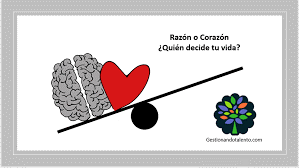 Razón o Corazón
¿Quién decide tu vida?
Gestionandotalento.com